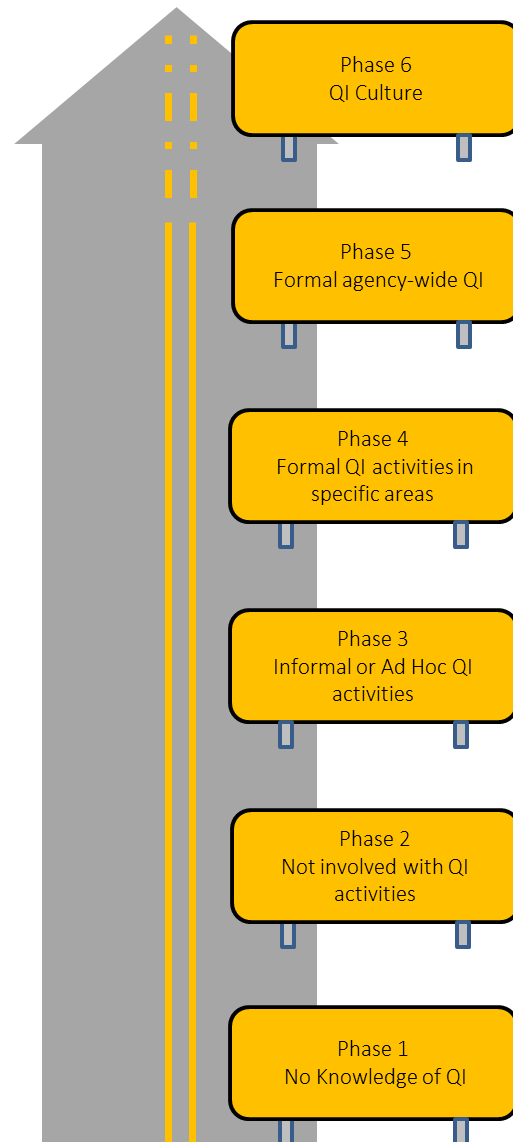 Phase 6
QI Culture
Phase 5
Formal agency-wide QI
Phase 4
Formal QI activities in
specific areas
Phase 3
Informal or Ad Hoc QI
activities
Phase 2
Not involved with QI
activities
Phase 1
No Knowledge of QI